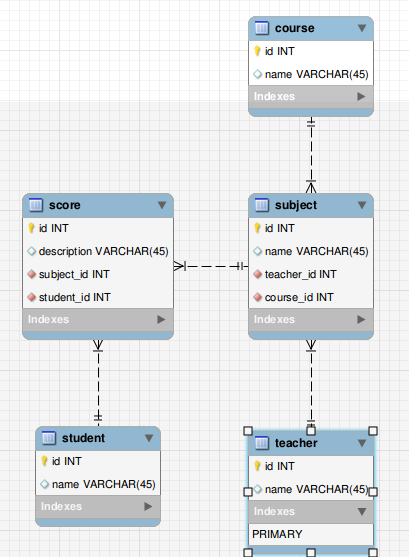 course
id INT
name VARCHAR(45)
Indexes
score
id INT
description VARCHAR(45)
subject_id INT
student_id INT
Indexes
subject
id INT
name VARCHAR(45)
teacher_id INT
course_id INT
Indexes
student
id INT
name VARCHAR(45)
Indexes
teacher
id INT
name VARCHAR(45)
Indexes
PRIMARY